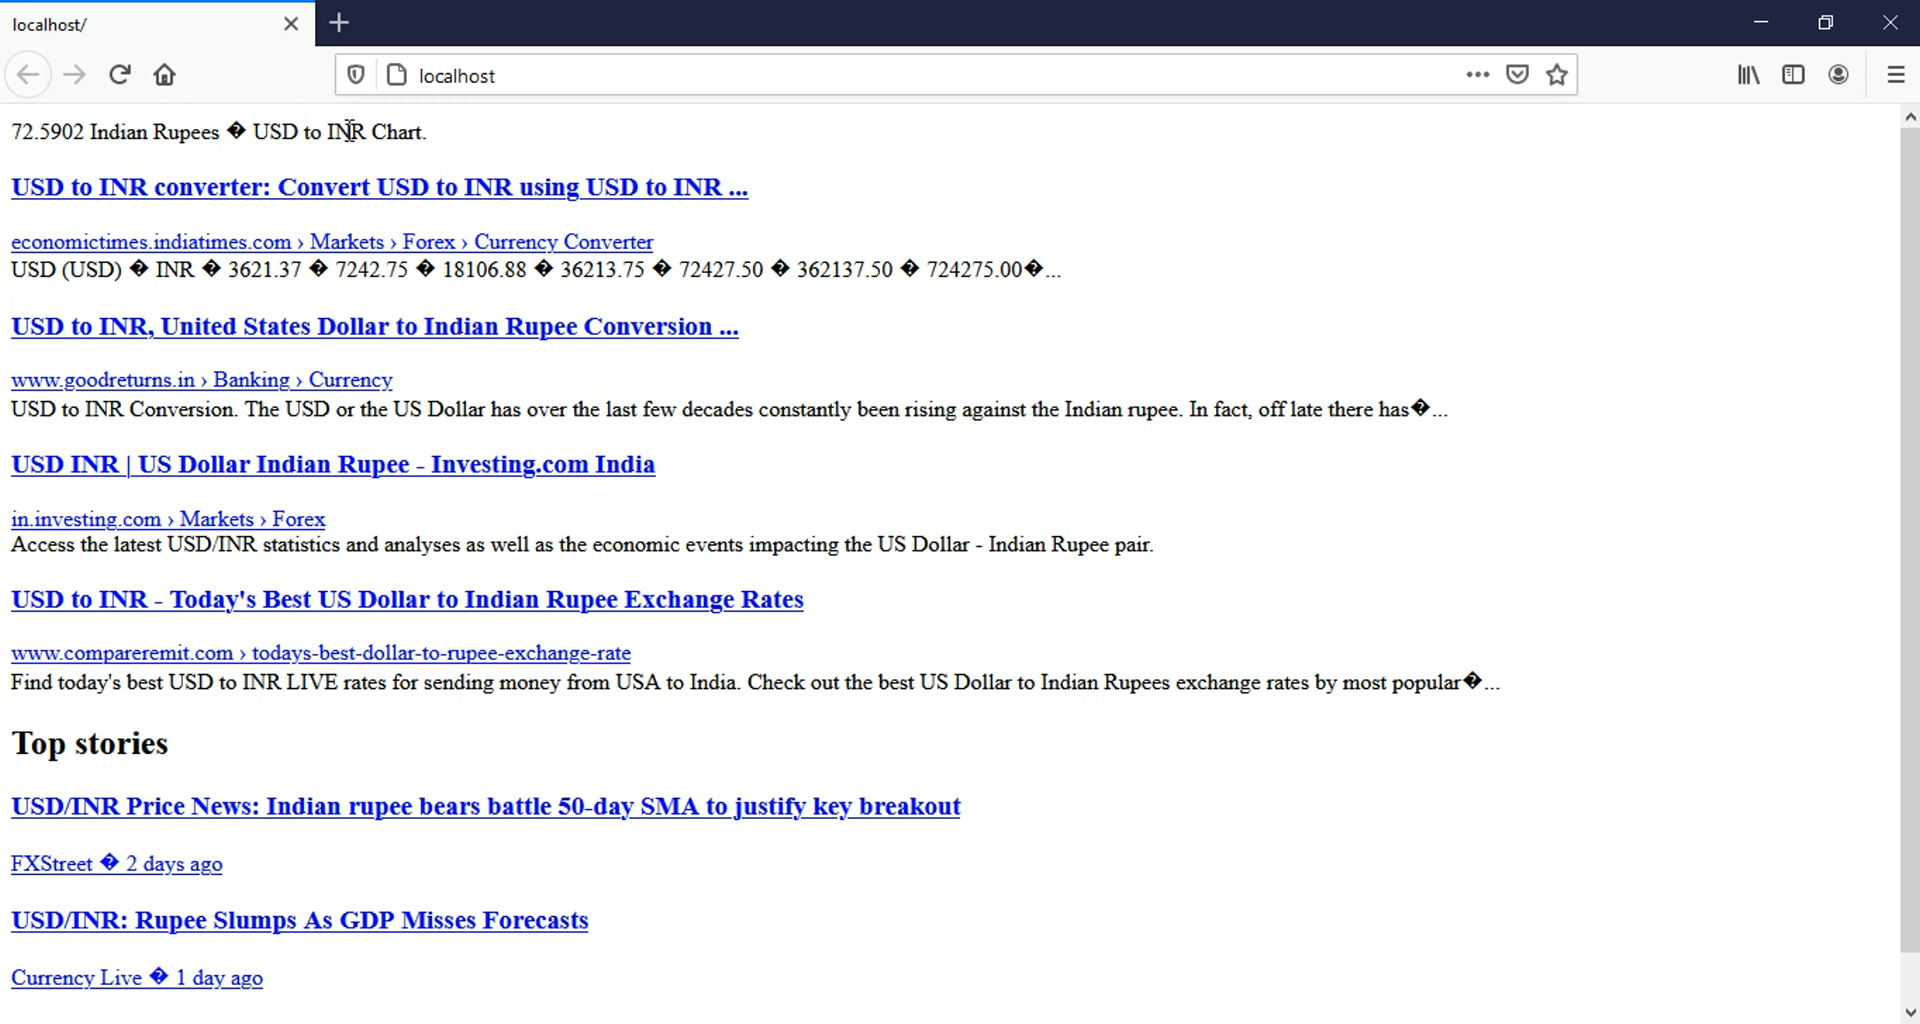 localhost/
localhost
72.5902 Indian Rupees � USD to INR Chart.
USD to INR converter: Convert USD to INR using USD to INR ...
economictimes.indiatimes.com › Markets › Forex › Currency Converter
USD (USD) � INR � 3621.37 � 7242.75 � 18106.88 � 36213.75 � 72427.50 � 362137.50 � 724275.00�...
USD to INR, United States Dollar to Indian Rupee Conversion ...
www.goodreturns.in › Banking › Currency
USD to INR Conversion. The USD or the US Dollar has over the last few decades constantly been rising against the Indian rupee. In fact, off late there has�...
USD INR | US Dollar Indian Rupee - Investing.com India
in.investing.com › Markets › Forex
Access the latest USD/INR statistics and analyses as well as the economic events impacting the US Dollar - Indian Rupee pair.
USD to INR - Today's Best US Dollar to Indian Rupee Exchange Rates
www.compareremit.com › todays-best-dollar-to-rupee-exchange-rate
Find today's best USD to INR LIVE rates for sending money from USA to India. Check out the best US Dollar to Indian Rupees exchange rates by most popular�...
Top stories
USD/INR Price News: Indian rupee bears battle 50-day SMA to justify key breakout
FXStreet � 2 days ago
USD/INR: Rupee Slumps As GDP Misses Forecasts
Currency Live � 1 day ago